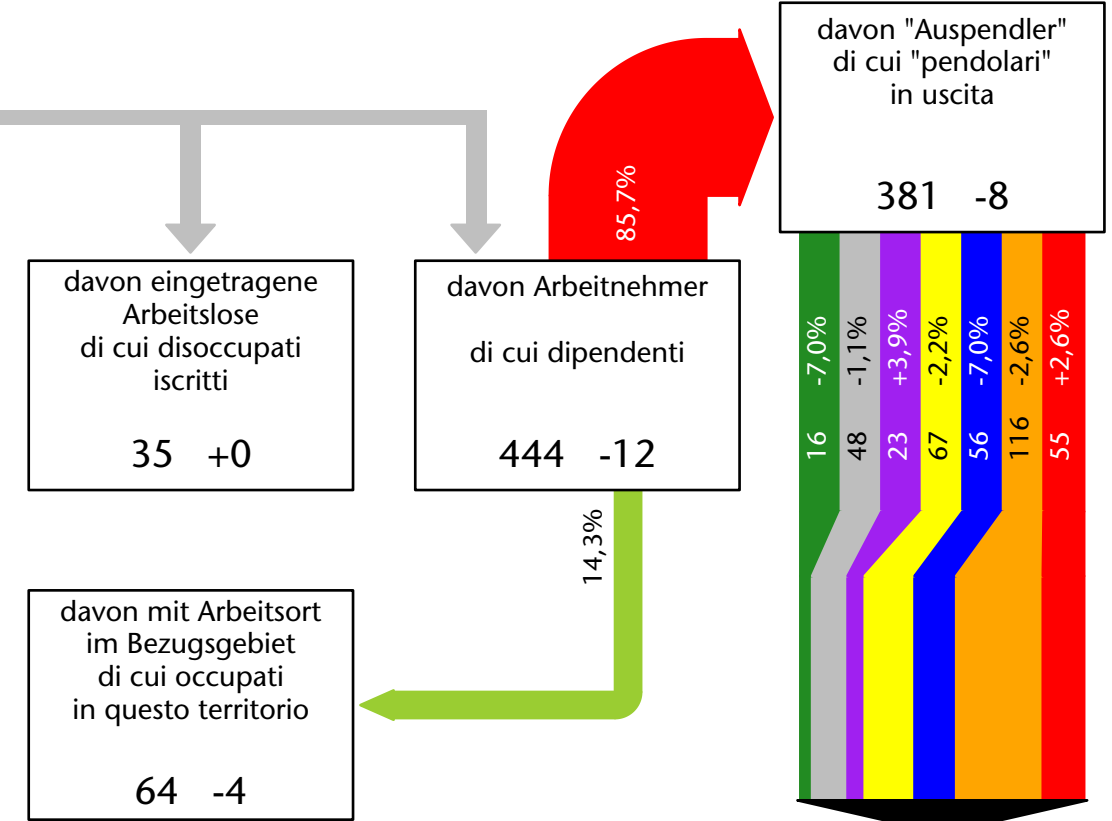 davon "Auspendler"
di cui "pendolari"
in uscita
381 -8
85,7%
davon eingetragene
Arbeitslose
di cui disoccupati
iscritti
35 +0
davon Arbeitnehmer
di cui dipendenti
444 -12
16 -7,0%
48 -1,1%
23 +3,9%
67 -2,2%
56 -7,0%
116 -2,6%
55 +2,6%
14,3%
davon mit Arbeitsort
im Bezugsgebiet
di cui occupati
in questo territorio
64 -4